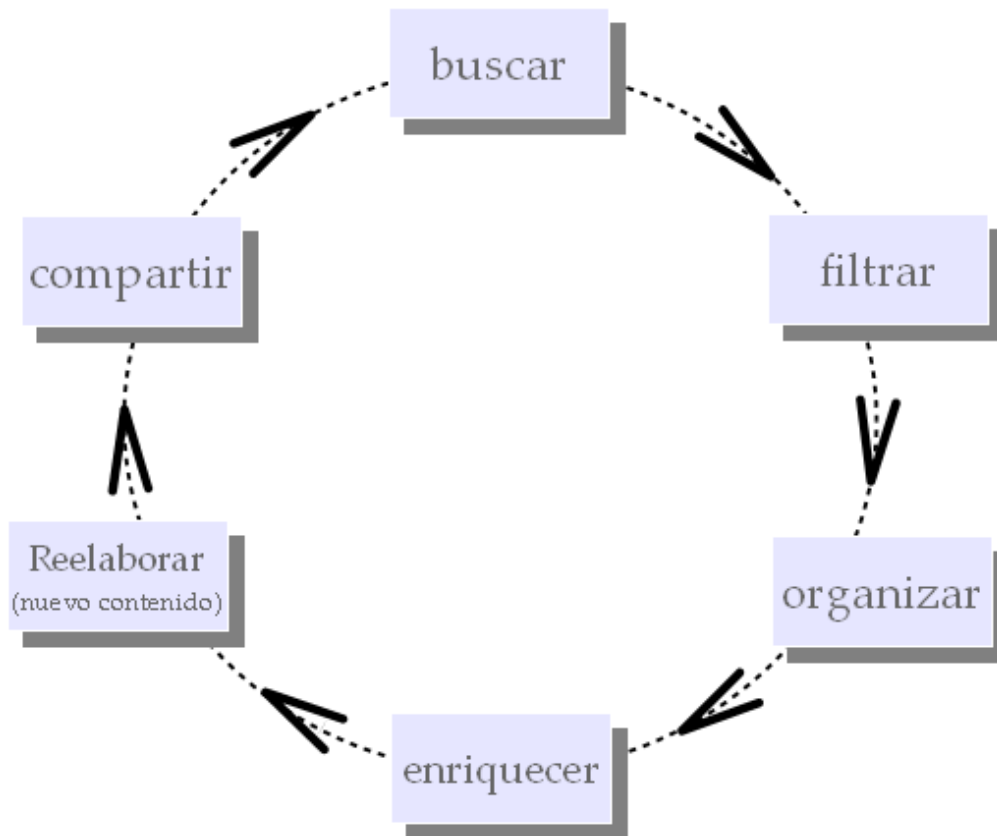 buscar
filtrar
organizar
enriquecer
Reelaborar
(nuevo contenido)
compartir